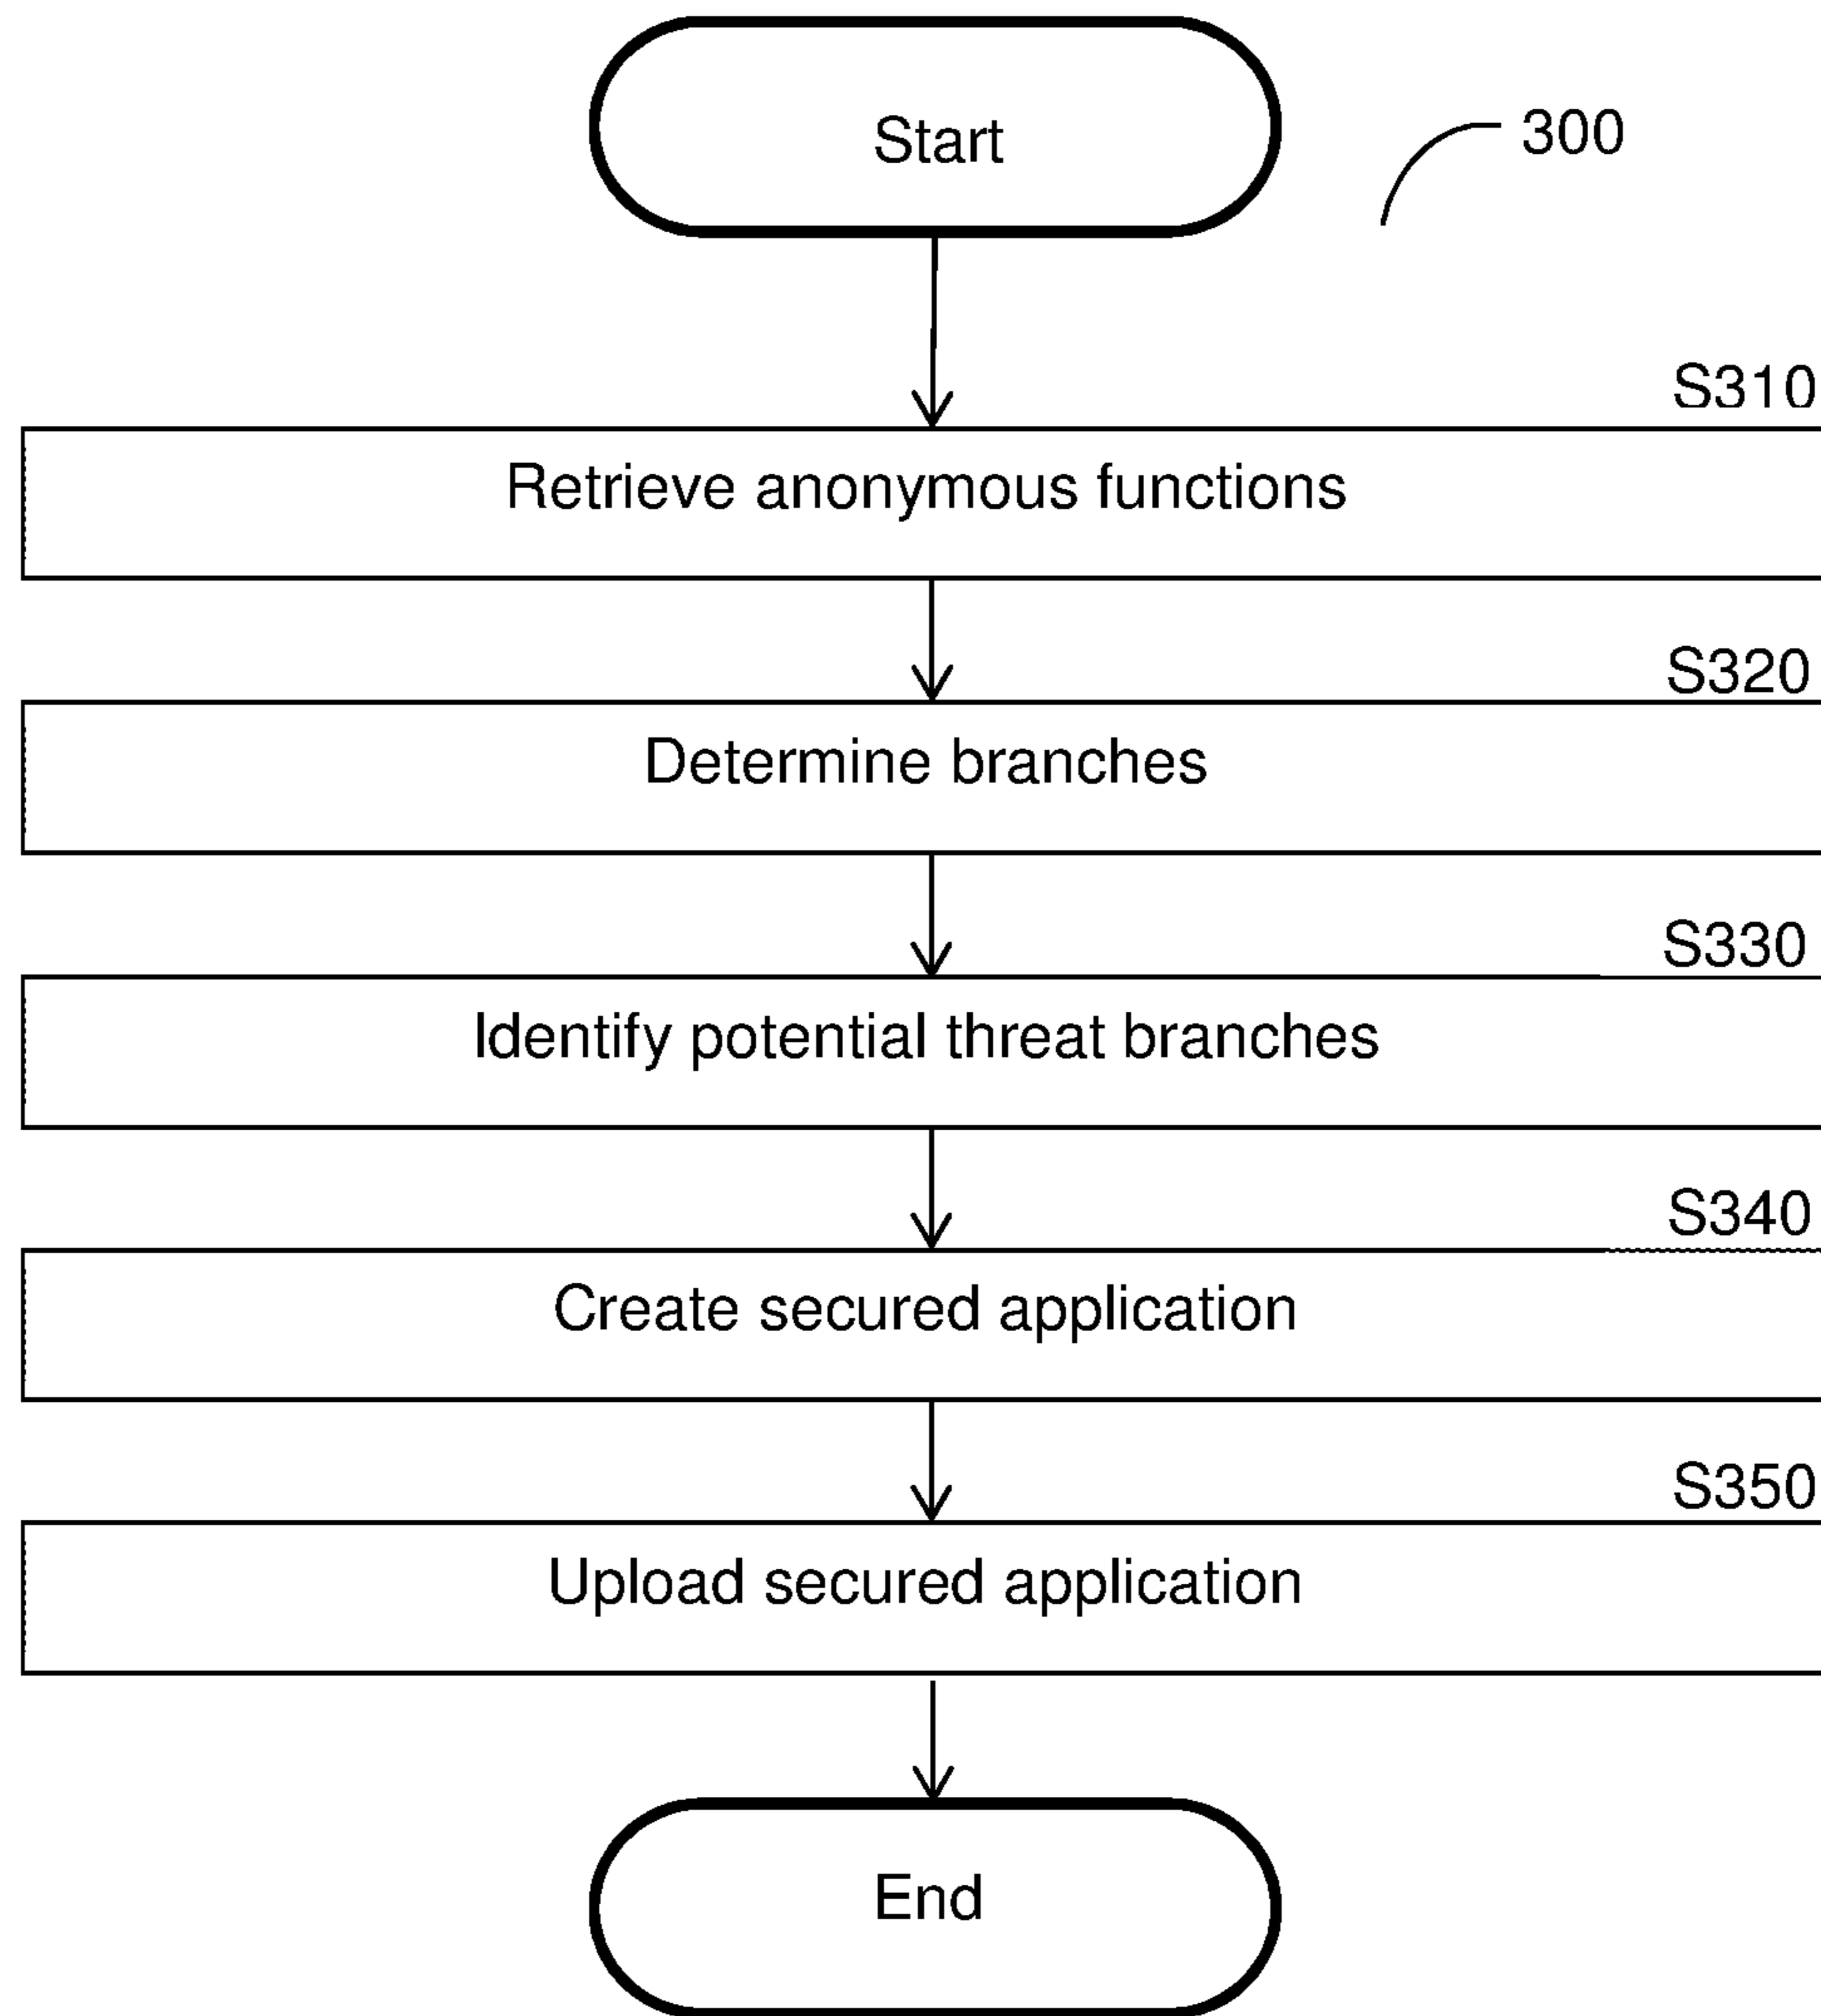 Start
300
S310
Retrieve anonymous functions
S320
Determine branches
S330
Identify potential threat branches
S340
Create secured application
S350
Upload secured application
End